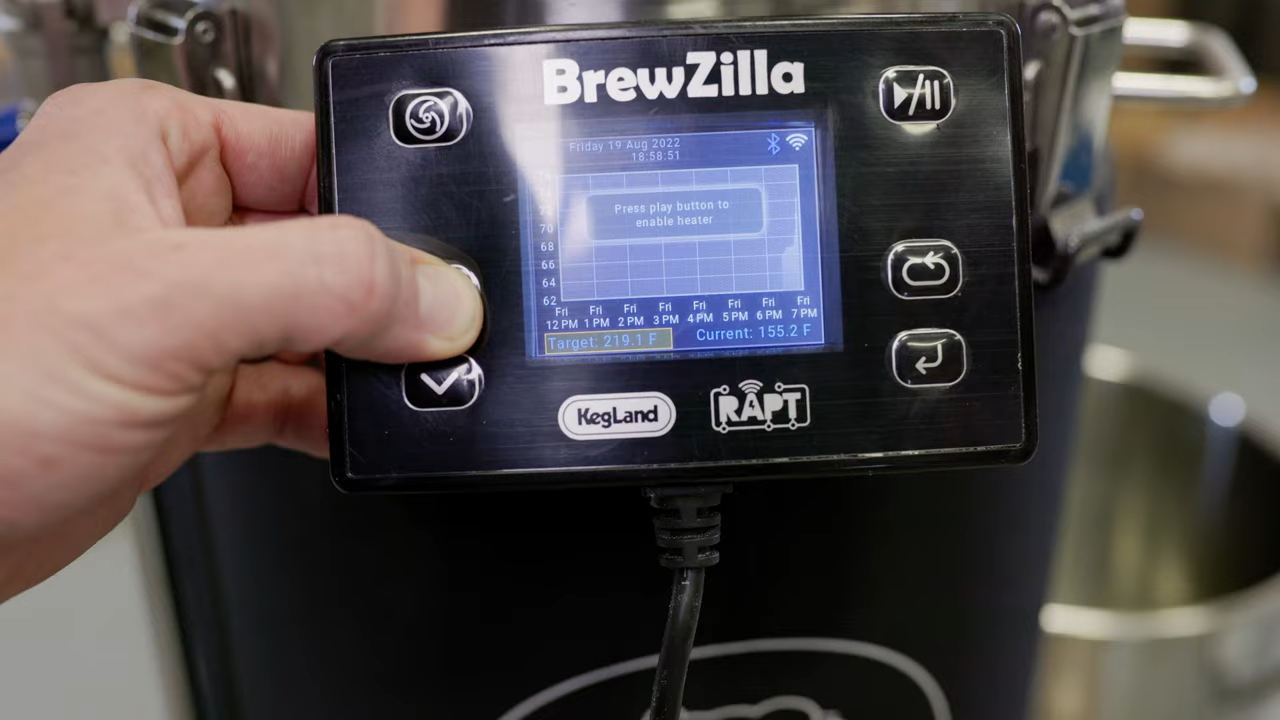 BrewZilla
Friday 19 Aug 2022
18:58:51
Press play button to
enable heater
70
68
66
64
62
Fri Fri Fri Fri Fri Fri Fri Fri
12 PM 1 PM 2 PM 3 PM 4 PM 5 PM 6 PM 7 PM
Target: 219.1 F Current: 155.2 F
KegLand
RAPT